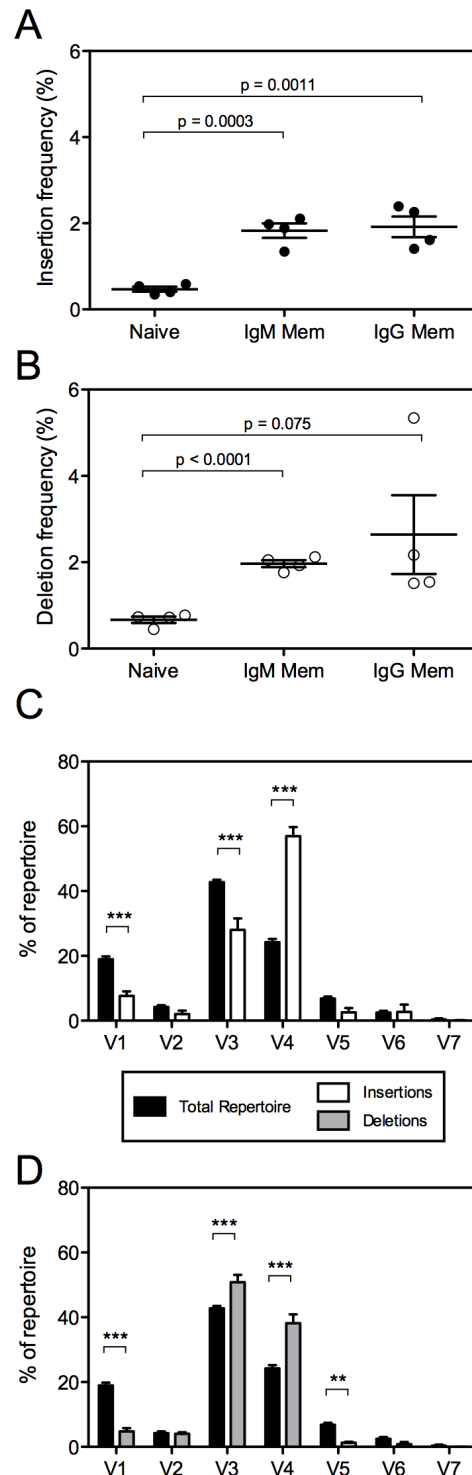 A
Insertion frequency (%)
6
4
2
0
p = 0.0011
p = 0.0003
Naive IgM Mem IgG Mem
B
Deletion frequency (%)
6
4
2
0
p = 0.075
p < 0.0001
Naive IgM Mem IgG Mem
C
% of repertoire
80
60
40
20
0
***
***
***
V1 V2 V3 V4 V5 V6 V7
Total Repertoire
Insertions
Deletions
D
% of repertoire
80
60
40
20
0
***
***
***
**
V1 V2 V3 V4 V5 V6 V7